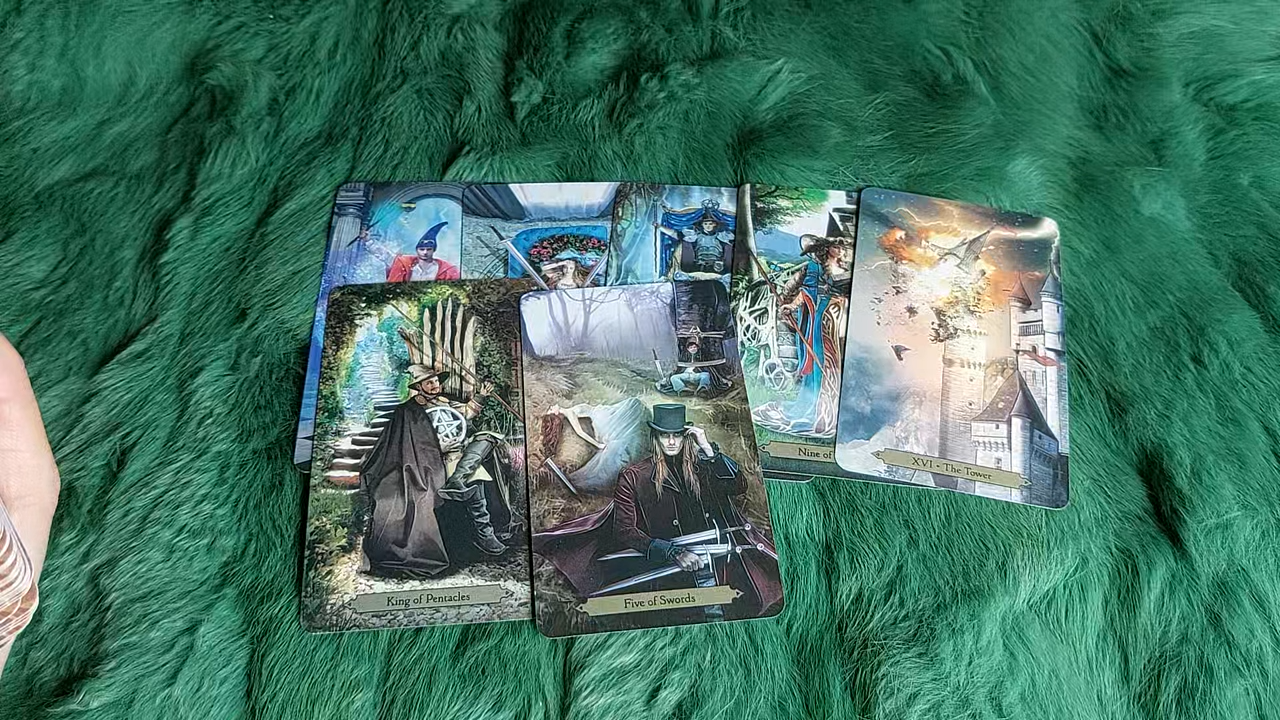 Nine of
XVI - The Tower
King of Pentacles
Five of Swords